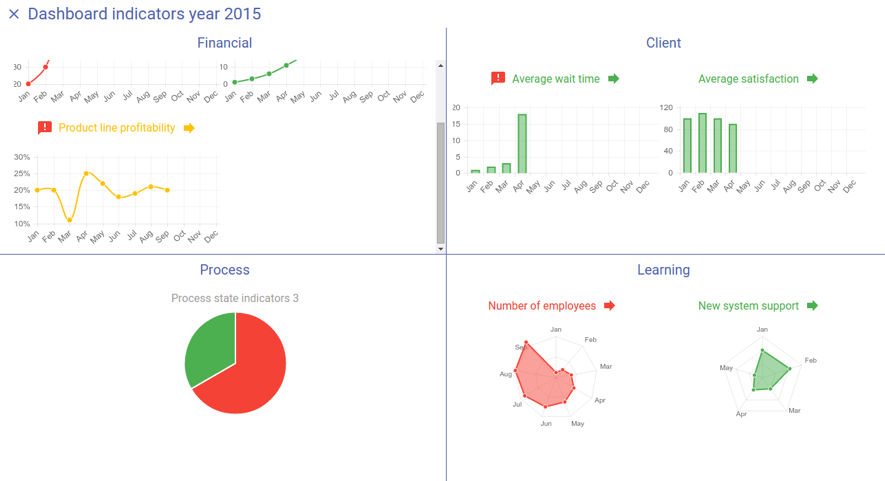 × Dashboard indicators year 2015
Financial
30
20
Jan Feb Mar Apr May Jun Jul Aug Sep Oct Nov Dec
10
0
Jan Feb Mar Apr May Jun Jul Aug Sep Oct Nov Dec
Product line profitability
30%
25%
20%
15%
10%
Jan Feb Mar Apr May Jun Jul Aug Sep Oct Nov Dec
Client
Average wait time
20
15
10
5
0
Jan Feb Mar Apr May Jun Jul Aug Sep Oct Nov Dec
Average satisfaction
120
80
40
0
Jan Feb Mar Apr May Jun Jul Aug Sep Oct Nov Dec
Process
Process state indicators 3
Learning
Number of employees
Jan
Feb
Mar
Apr
May
Jun
Jul
Aug
Sep
New system support
Jan
Feb
Mar
Apr
May